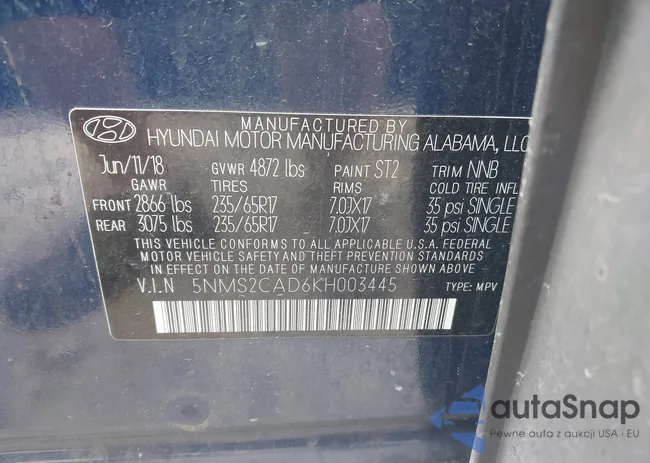 MANUFACTURED BY
HYUNDAI MOTOR MANUFACTURING ALABAMA, LLC
Jun/11/18 GVWR 4872 lbs PAINT ST2 TRIM NNB
GAWR TIRES RIMS COLD TIRE INFL
FRONT 2866 lbs 235/65R17 7.0JX17 35 psi SINGLE
REAR 3075 lbs 235/65R17 7.0JX17 35 psi SINGLE
THIS VEHICLE CONFORMS TO ALL APPLICABLE U.S.A. FEDERAL
MOTOR VEHICLE SAFETY AND THEFT PREVENTION STANDARDS
IN EFFECT ON THE DATE OF MANUFACTURE SHOWN ABOVE.
V.I.N 5NMS2CAD6KH003445 TYPE: MPV
autaSnap
Pewne auta z aukcji USA i EU